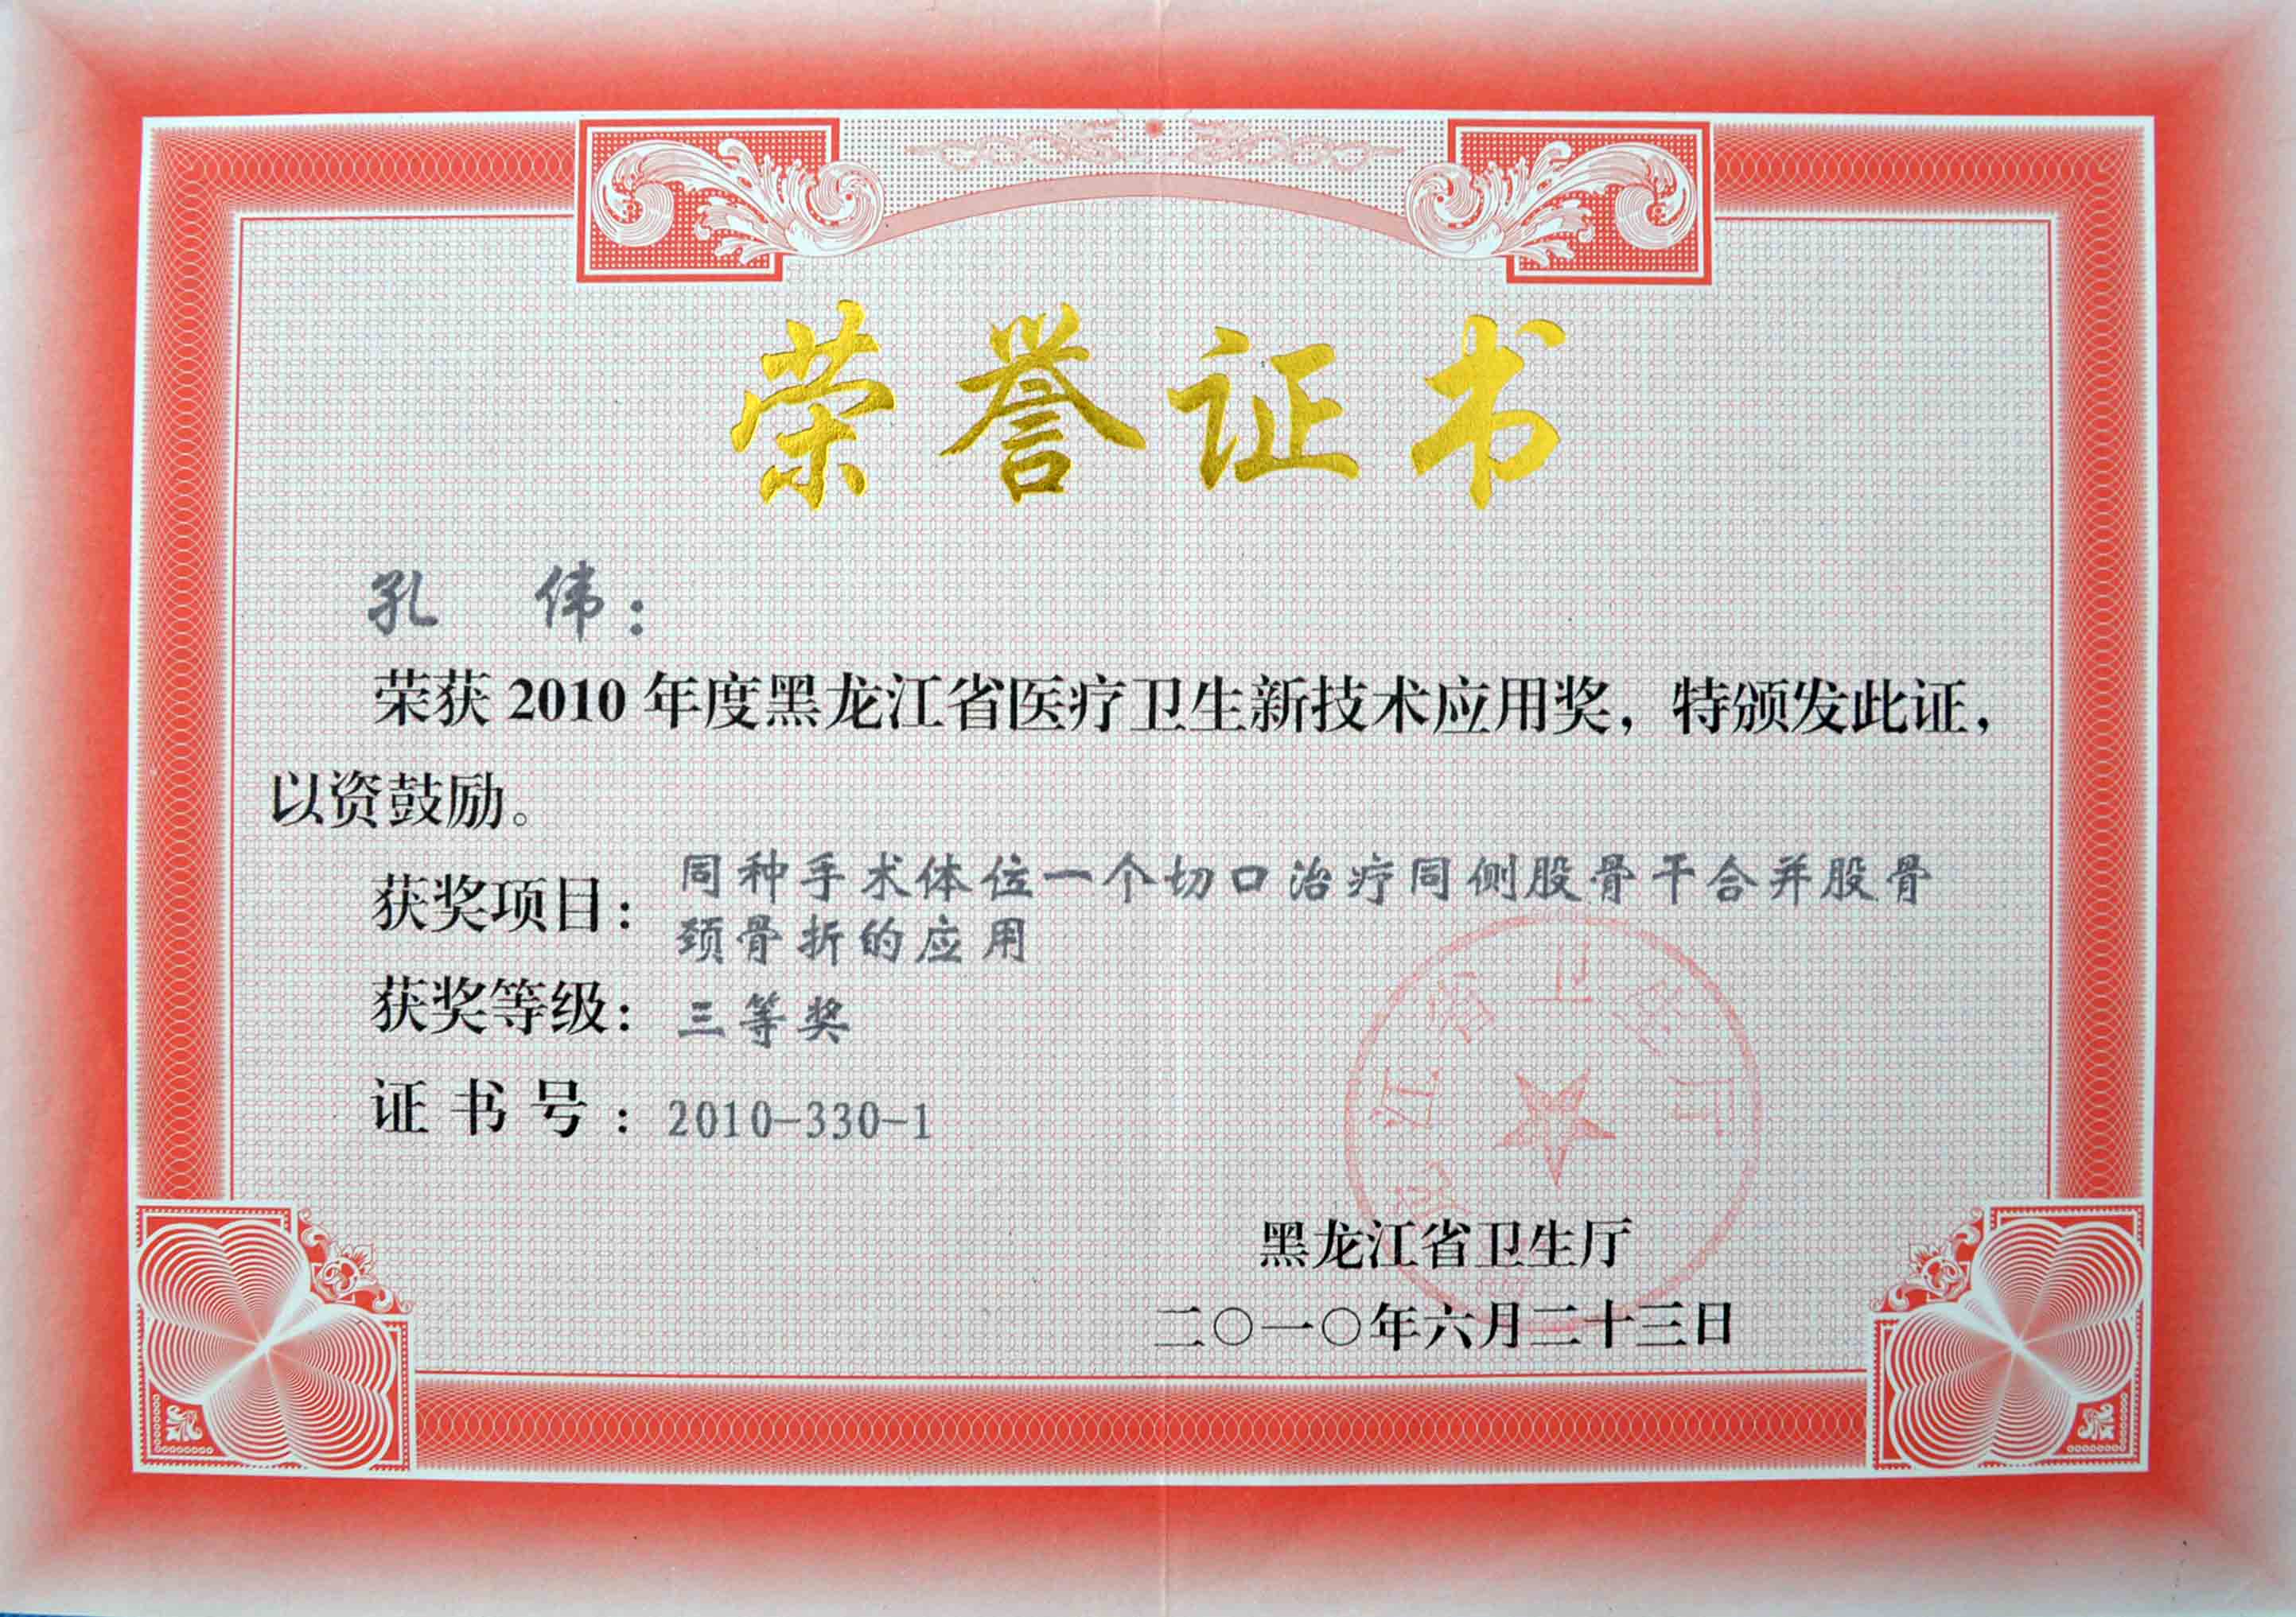 荣誉证书
孔 伟：
荣获 2010 年度黑龙江省医疗卫生新技术应用奖，特颁发此证，
以资鼓励。
获奖项目：同种手术体位一个切口治疗同侧股骨干合并股骨
颈骨折的应用
获奖等级：三等奖
证书号：2010-330-1
江省卫生厅
黑龙江省卫生厅
二〇一〇年六月二十三日